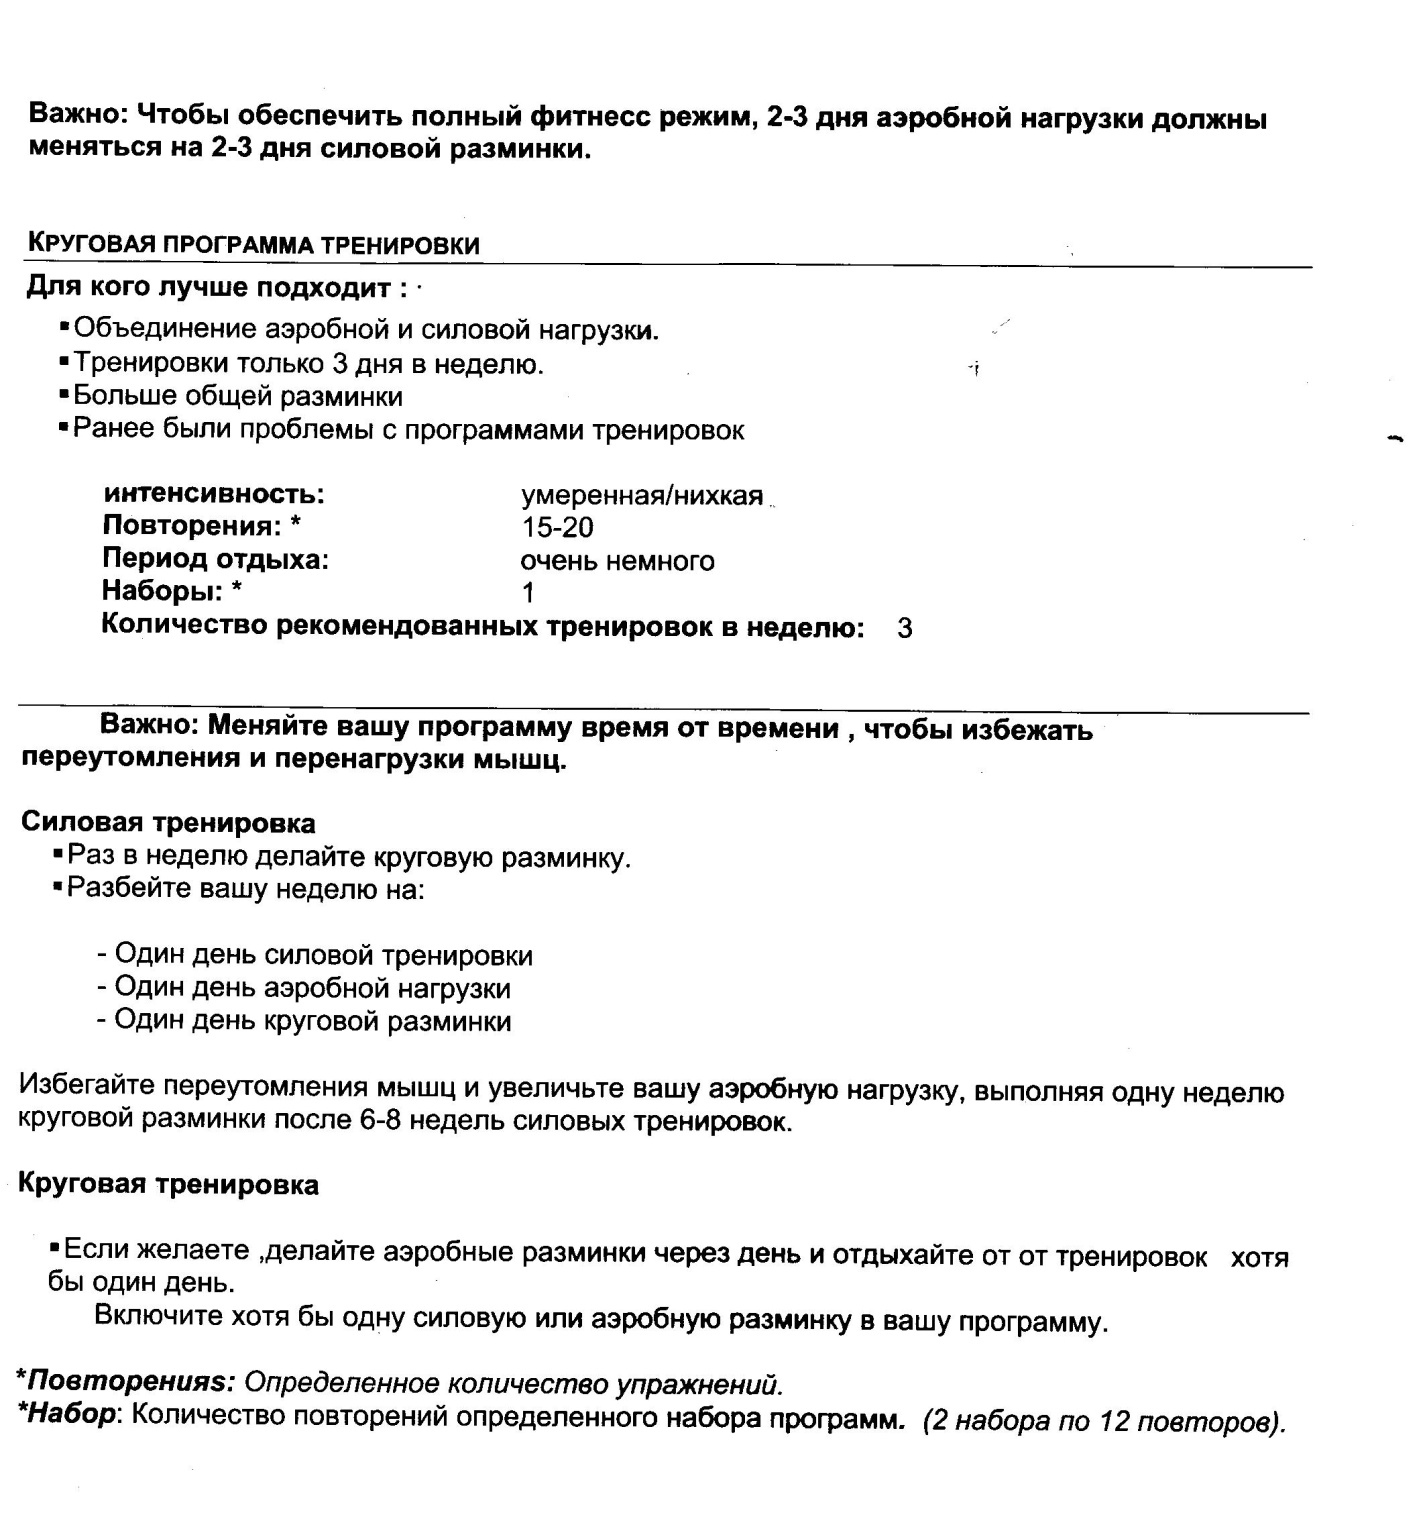 Важно: Чтобы обеспечить полный фитнесс режим, 2-3 дня аэробной нагрузки должны
меняться на 2-3 дня силовой разминки.
КРУГОВАЯ ПРОГРАММА ТРЕНИРОВКИ
Для кого лучше подходит :
▪Объединение аэробной и силовой нагрузки.
▪Тренировки только 3 дня в неделю.
▪Больше общей разминки
▪Ранее были проблемы с программами тренировок
интенсивность: умеренная/нихкая
Повторения: * 15-20
Период отдыха: очень немного
Наборы: * 1
Количество рекомендованных тренировок в неделю: 3
Важно: Меняйте вашу программу время от времени , чтобы избежать
переутомления и перенагрузки мышц.
Силовая тренировка
▪Раз в неделю делайте круговую разминку.
▪Разбейте вашу неделю на:
- Один день силовой тренировки
- Один день аэробной нагрузки
- Один день круговой разминки
Избегайте переутомления мышц и увеличьте вашу аэробную нагрузку, выполняя одну неделю
круговой разминки после 6-8 недель силовых тренировок.
Круговая тренировка
▪Если желаете ,делайте аэробные разминки через день и отдыхайте от от тренировок хотя
бы один день.
Включите хотя бы одну силовую или аэробную разминку в вашу программу.
*Повторенияs: Определенное количество упражнений.
*Набор: Количество повторений определенного набора программ. (2 набора по 12 повторов).